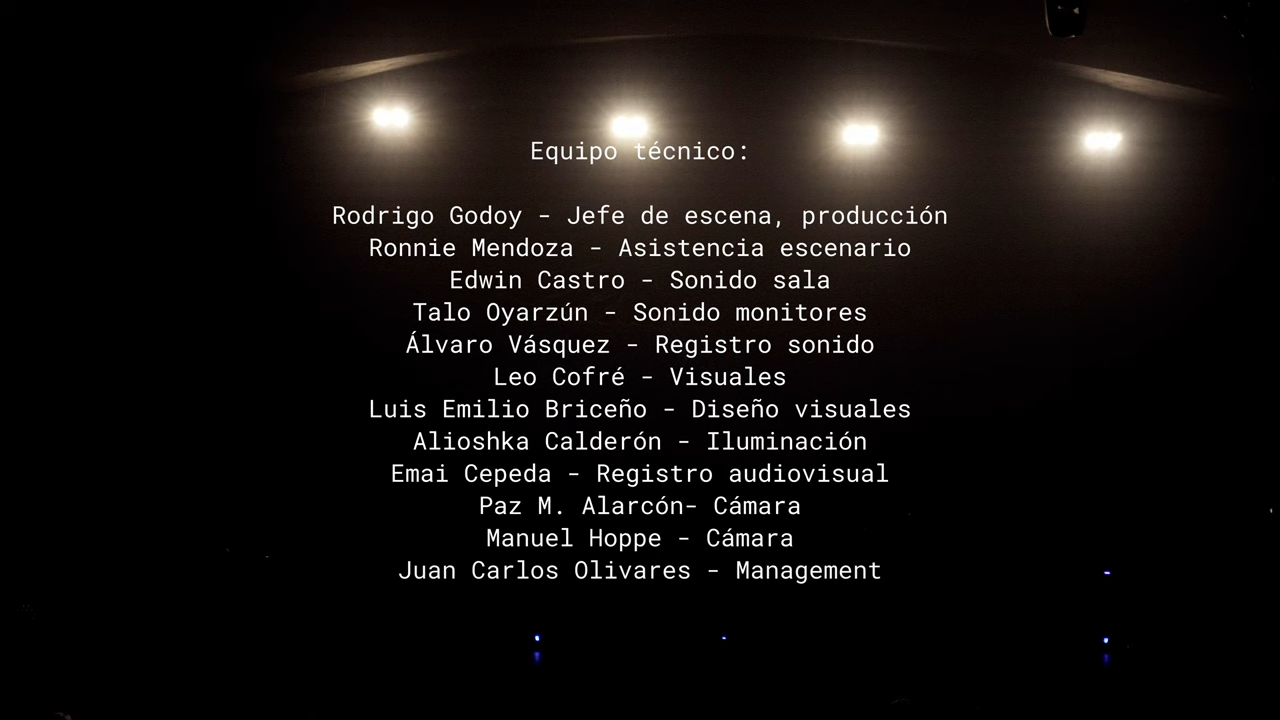 Equipo técnico:
Rodrigo Godoy - Jefe de escena, producción
Ronnie Mendoza - Asistencia escenario
Edwin Castro - Sonido sala
Talo Oyarzún - Sonido monitores
Álvaro Vásquez - Registro sonido
Leo Cofré - Visuales
Luis Emilio Briceño - Diseño visuales
Alioshka Calderón - Iluminación
Emai Cepeda - Registro audiovisual
Paz M. Alarcón- Cámara
Manuel Hoppe - Cámara
Juan Carlos Olivares - Management